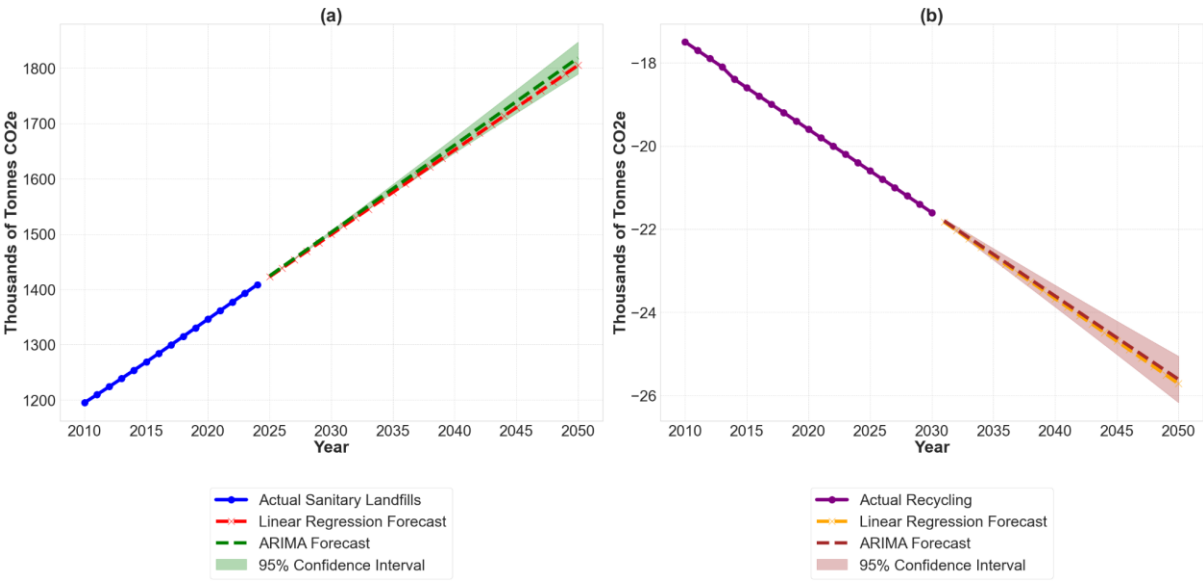 (a)
Thousands of Tonnes CO2e
1800
1700
1600
1500
1400
1300
1200
2010 2015 2020 2025 2030 2035 2040 2045 2050
Year
Actual Sanitary Landfills
Linear Regression Forecast
ARIMA Forecast
95% Confidence Interval
(b)
Thousands of Tonnes CO2e
−18
−20
−22
−24
−26
2010 2015 2020 2025 2030 2035 2040 2045 2050
Year
Actual Recycling
Linear Regression Forecast
ARIMA Forecast
95% Confidence Interval